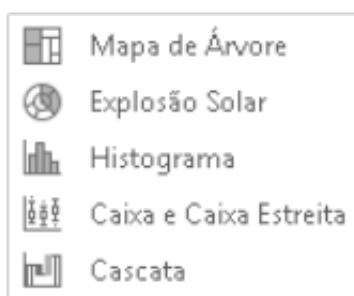 Mapa de Árvore
Explosão Solar
Histograma
Caixa e Caixa Estreita
Cascata